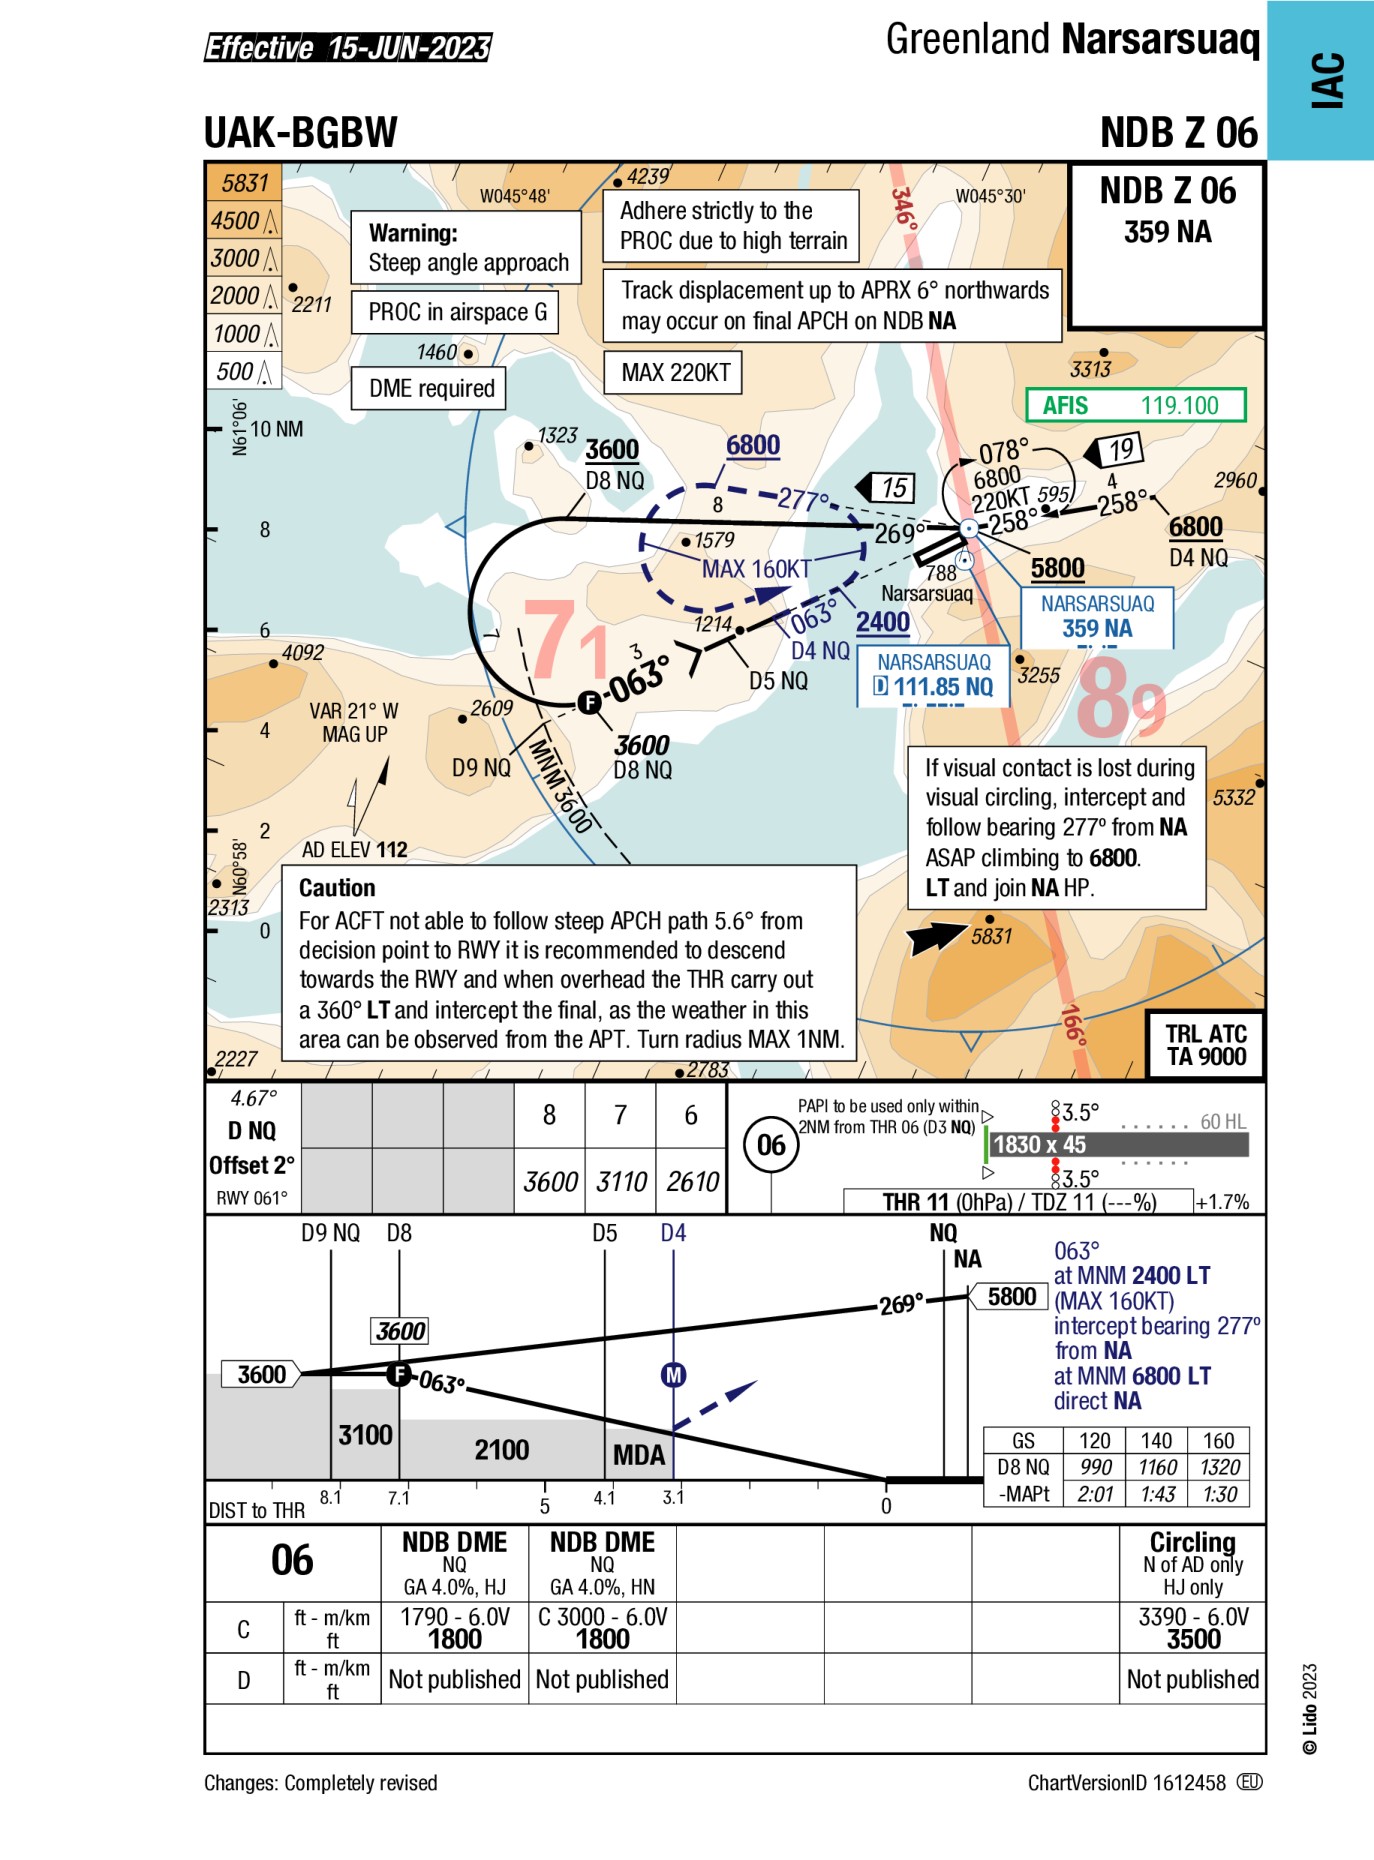 Effective 15-JUN-2023
Greenland Narsarsuaq
IAC
UAK-BGBW
NDB Z 06
5831
4500
3000
2000
1000
500
4239
W045°48'
W045°30'
346°
NDB Z 06
359 NA
Warning:
Steep angle approach
Adhere strictly to the
PROC due to high terrain
PROC in airspace G
Track displacement up to APRX 6° northwards
may occur on final APCH on NDB NA
2211
1460
DME required
MAX 220KT
3313
AFIS 119.100
N61°06'
10 NM
1323
3600
D8 NQ
6800
277°
8
15
078°
6800
220KT
595
19
4
258°
258°
2960
6800
D4 NQ
8
269°
1579
MAX 160KT
788
Narsarsuaq
5800
NARSARSUAQ
359 NA
71
1214
063°
2400
D4 NQ
NARSARSUAQ
D 111.85 NQ
6
7
4092
3
F
063°
D5 NQ
3255
89
VAR 21° W
MAG UP
2609
4
D9 NQ
3600
D8 NQ
MNM 3600
2
AD ELEV 112
N60°58'
2313
0
If visual contact is lost during
visual circling, intercept and
follow bearing 277° from NA
ASAP climbing to 6800.
LT and join NA HP.
5332
5831
Caution
For ACFT not able to follow steep APCH path 5.6° from
decision point to RWY it is recommended to descend
towards the RWY and when overhead the THR carry out
a 360° LT and intercept the final, as the weather in this
area can be observed from the APT. Turn radius MAX 1NM.
166°
TRL ATC
TA 9000
2227
2783
4.67°
D NQ
Offset 2°
RWY 061°
8 7 6
3600 3110 2610
06
PAPI to be used only within
2NM from THR 06 (D3 NQ)
3.5°
60 HL
1830 x 45
3.5°
THR 11 (0hPa) / TDZ 11 (---%)
+1.7%
D9 NQ D8 D5 D4 NQ
NA
063°
at MNM 2400 LT
(MAX 160KT)
intercept bearing 277°
from NA
at MNM 6800 LT
direct NA
269°
5800
3600
3600
F
063°
M
3100
2100
MDA
GS 120 140 160
D8 NQ 990 1160 1320
-MAPt 2:01 1:43 1:30
DIST to THR
8.1 7.1 5 4.1 3.1 0
06
NDB DME
NQ
GA 4.0%, HJ
NDB DME
NQ
GA 4.0%, HN
Circling
N of AD only
HJ only
C
ft - m/km
ft
1790 - 6.0V
1800
C 3000 - 6.0V
1800
3390 - 6.0V
3500
D
ft - m/km
ft
Not published
Not published
Not published
© Lido 2023
Changes: Completely revised
ChartVersionID 1612458 EU